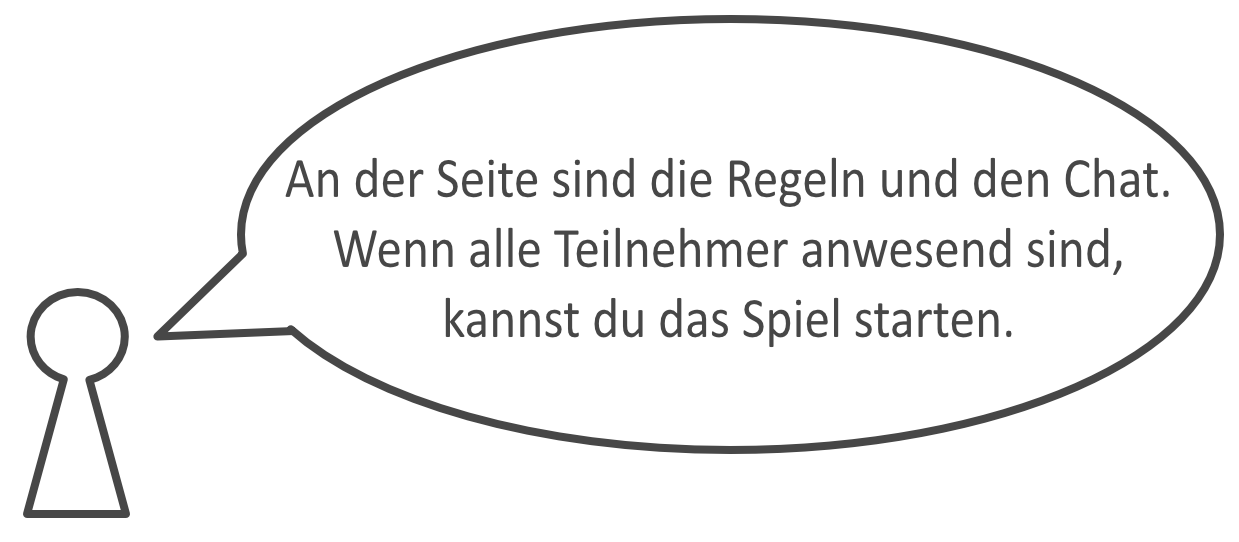 An der Seite sind die Regeln und den Chat.
Wenn alle Teilnehmer anwesend sind,
kannst du das Spiel starten.